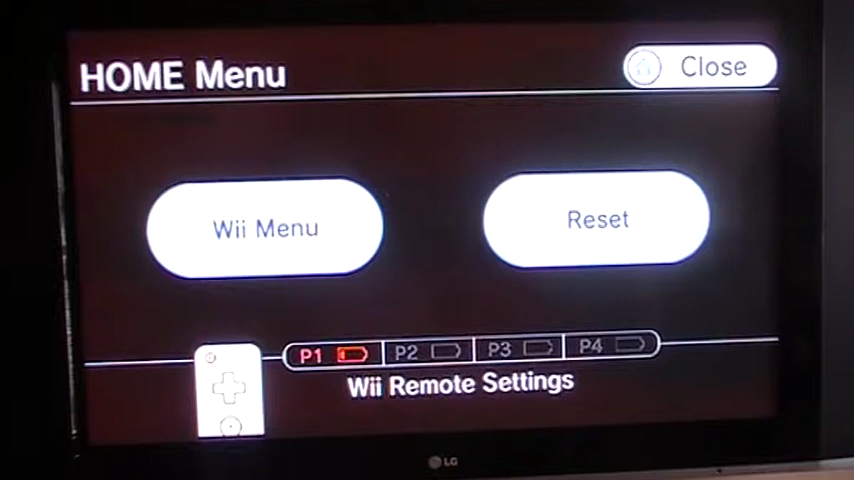 HOME Menu
Close
Wii Menu
Reset
P1 P2 P3 P4
Wii Remote Settings
LG